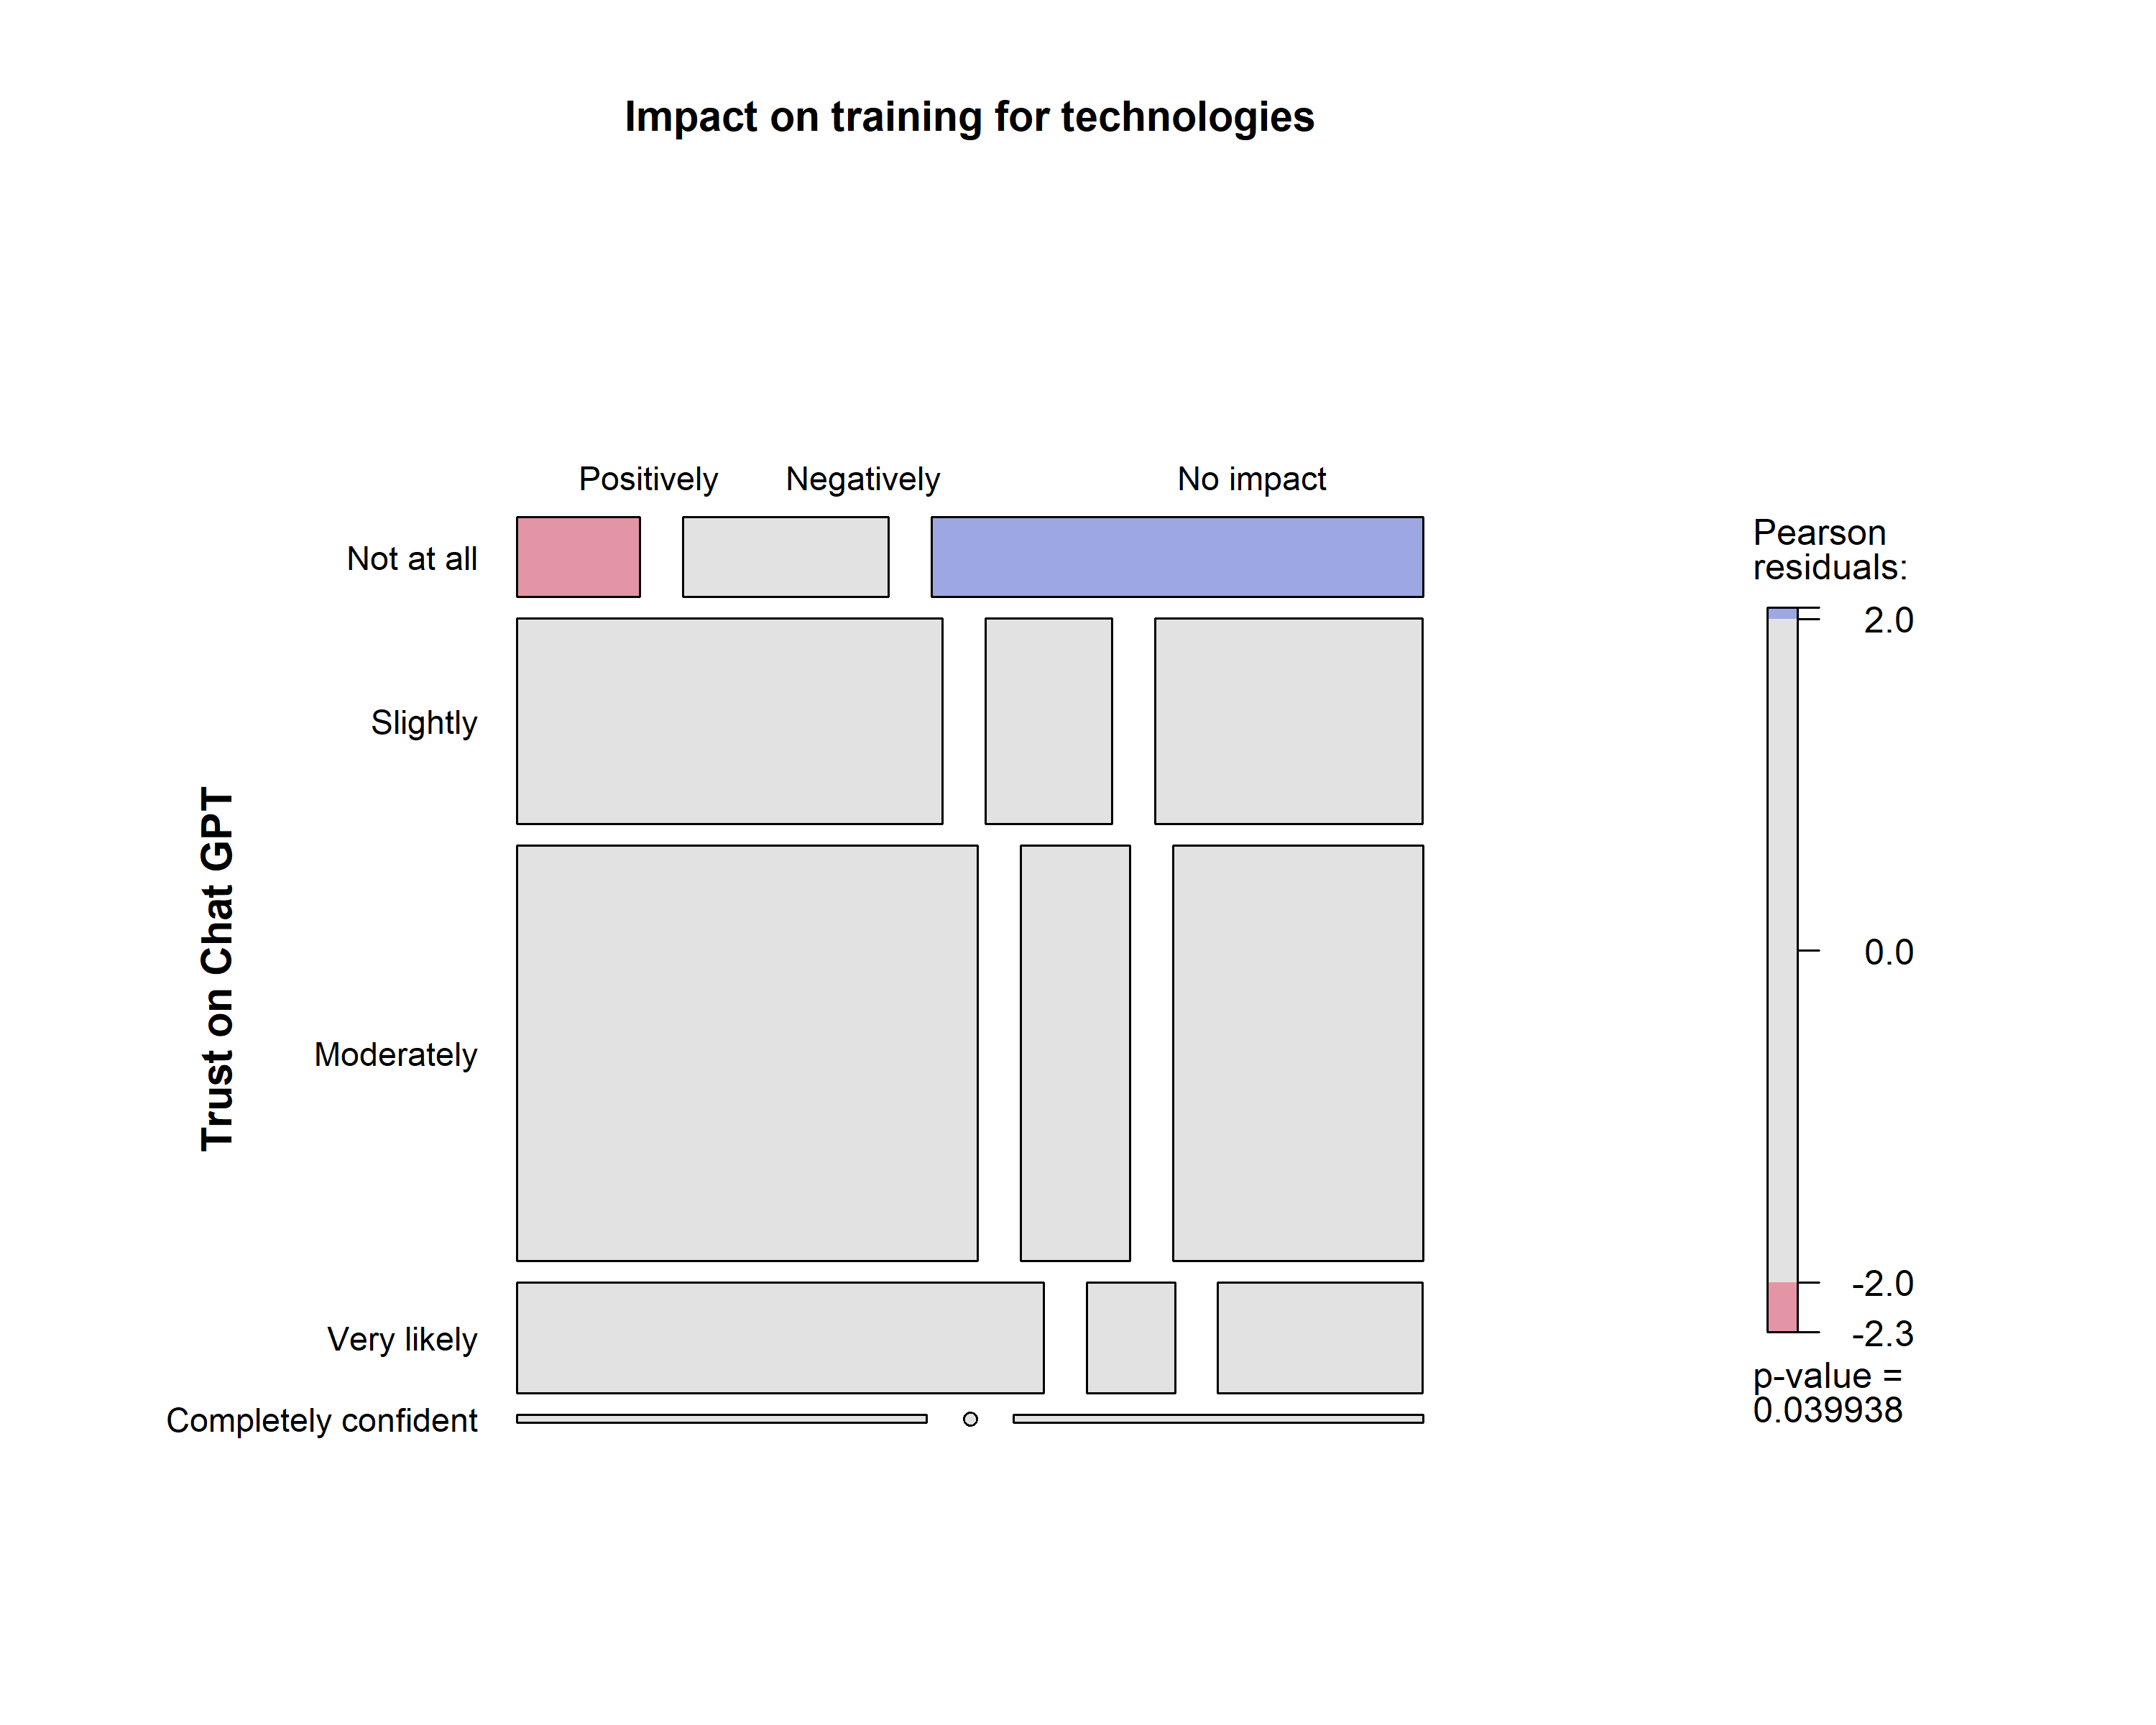 Impact on training for technologies
Positively
Negatively
No impact
Trust on Chat GPT
Not at all
Slightly
Moderately
Very likely
Completely confident
Pearson
residuals:
2.0
0.0
-2.0
-2.3
p-value =
0.039938